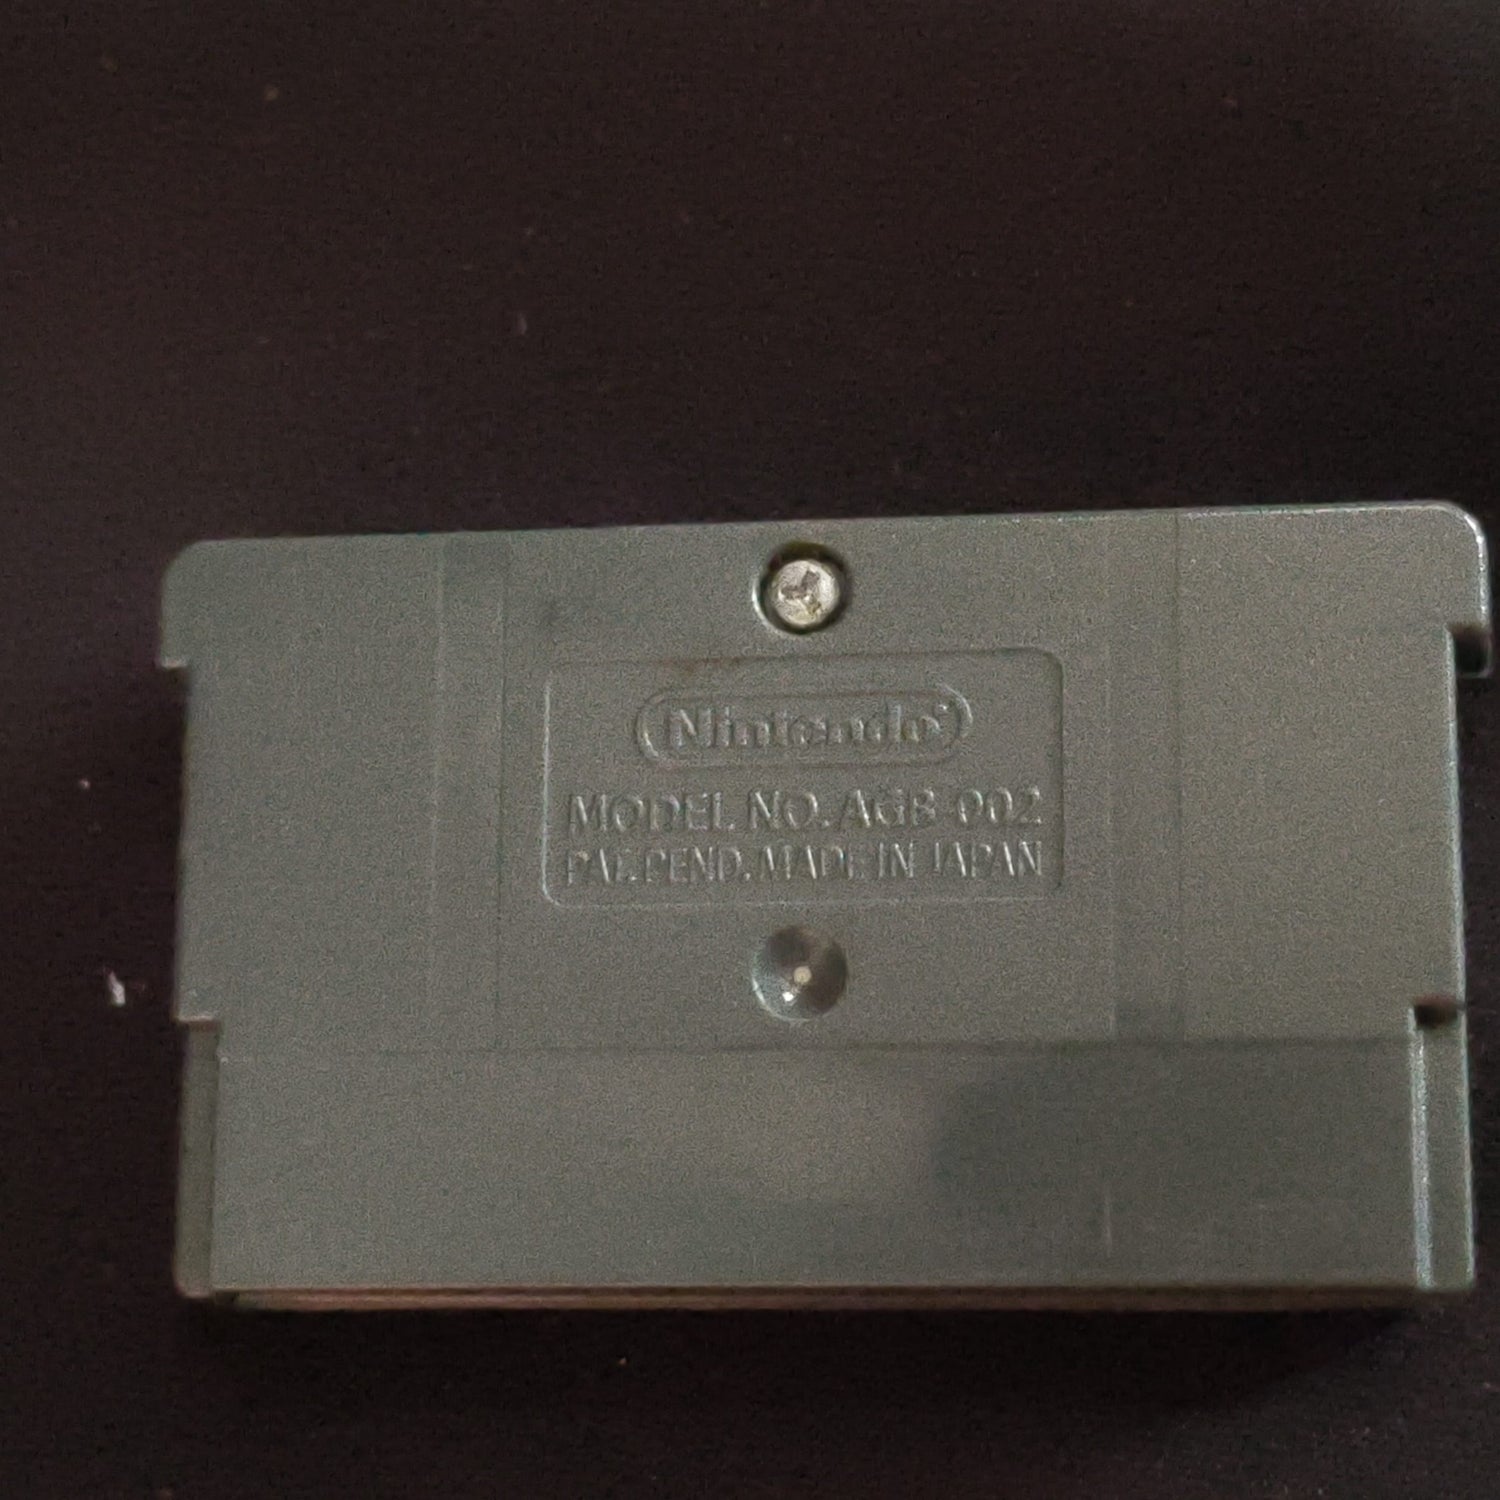 Nintendo®
MODEL NO. AGB-002
PAT. PEND. MADE IN JAPAN